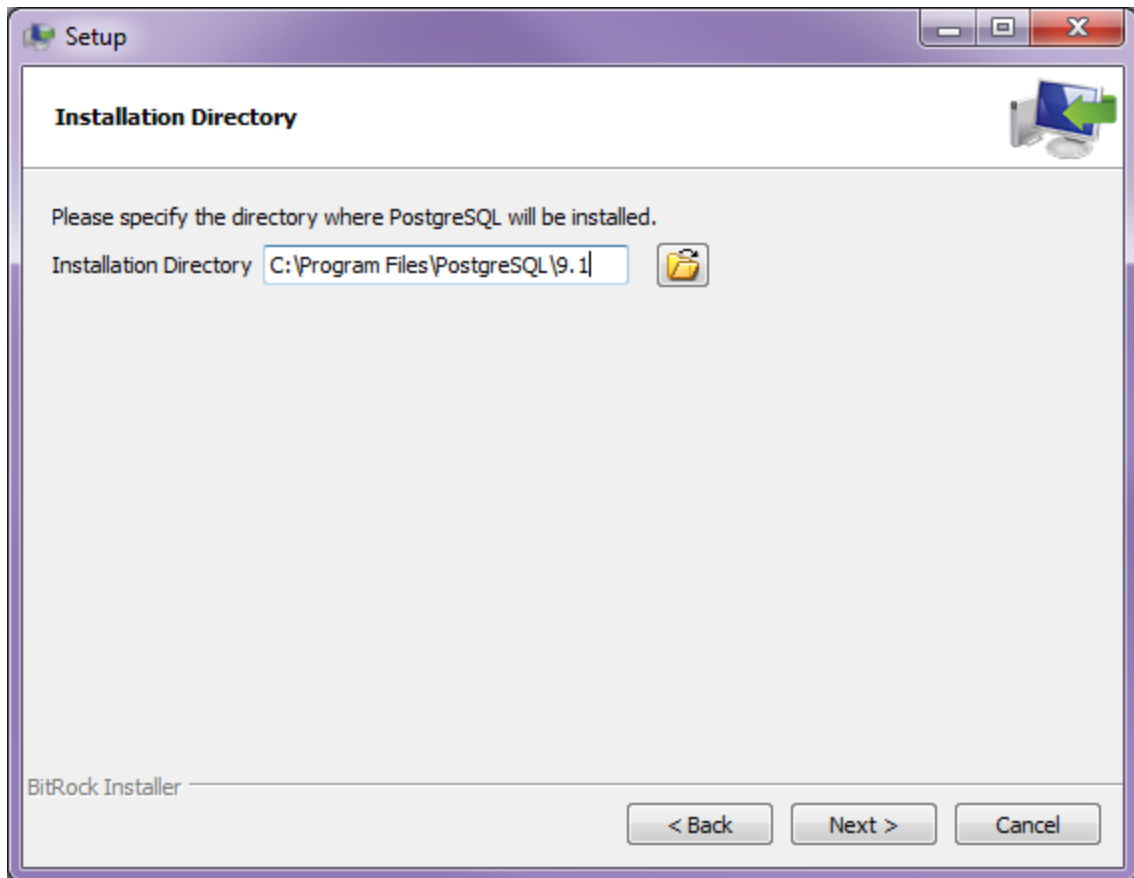 Setup
Installation Directory
Please specify the directory where PostgreSQL will be installed.
Installation Directory C:\Program Files\PostgreSQL\9.1
BitRock Installer
< Back Next > Cancel